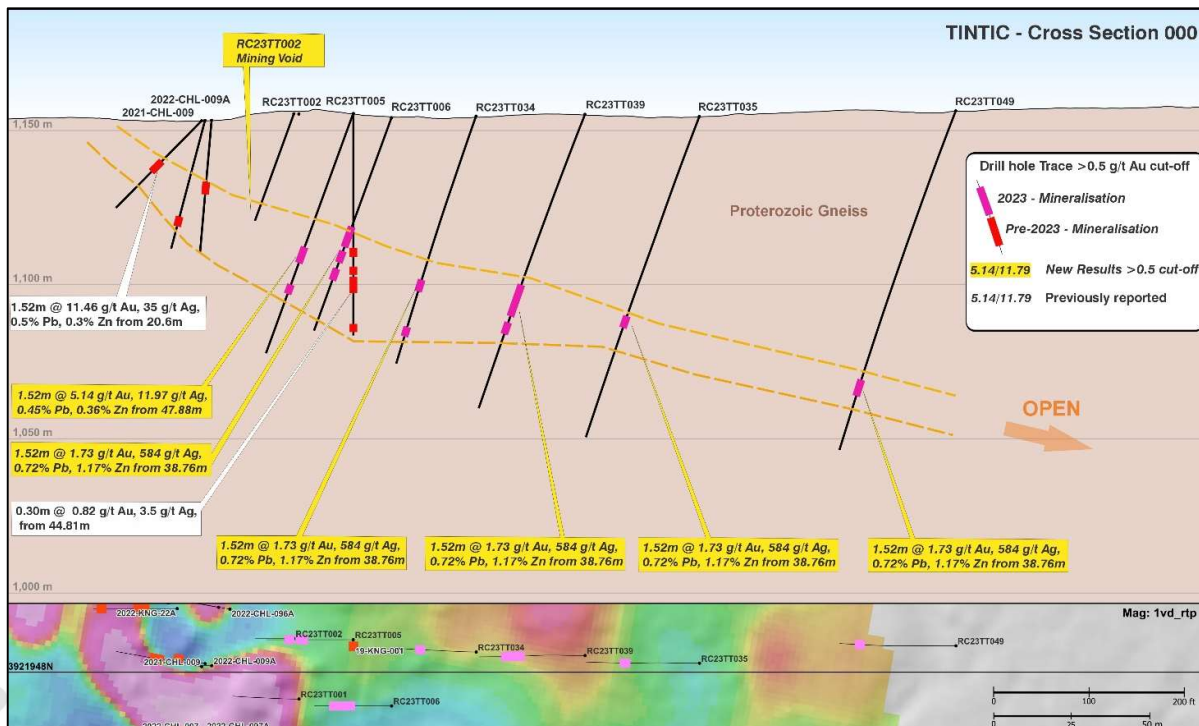 TINTIC - Cross Section 000
RC23TT002
Mining Void
2022-CHL-009A
2021-CHL-009
RC23TT002
RC23TT005
RC23TT006
RC23TT034
RC23TT039
RC23TT035
RC23TT049
1,150 m
Drill hole Trace >0.5 g/t Au cut-off
2023 - Mineralisation
Pre-2023 - Mineralisation
5.14/11.79 New Results >0.5 cut-off
5.14/11.79 Previously reported
Proterozoic Gneiss
1,100 m
1.52m @ 11.46 g/t Au, 35 g/t Ag,
0.5% Pb, 0.3% Zn from 20.6m
1.52m @ 5.14 g/t Au, 11.97 g/t Ag,
0.45% Pb, 0.36% Zn from 47.88m
OPEN
1,050 m
1.52m @ 1.73 g/t Au, 584 g/t Ag,
0.72% Pb, 1.17% Zn from 38.76m
0.30m @ 0.82 g/t Au, 3.5 g/t Ag,
from 44.81m
1.52m @ 1.73 g/t Au, 584 g/t Ag,
0.72% Pb, 1.17% Zn from 38.76m
1.52m @ 1.73 g/t Au, 584 g/t Ag,
0.72% Pb, 1.17% Zn from 38.76m
1.52m @ 1.73 g/t Au, 584 g/t Ag,
0.72% Pb, 1.17% Zn from 38.76m
1.52m @ 1.73 g/t Au, 584 g/t Ag,
0.72% Pb, 1.17% Zn from 38.76m
1,000 m
Mag: 1vd_rtp
2022-KNG-22A
2022-CHL-096A
RC23TT002
RC23TT005
19-KNG-001
RC23TT034
RC23TT039
RC23TT035
RC23TT049
3921948N
2021-CHL-009
2022-CHL-009A
RC23TT001
RC23TT006
0 100 200 ft
0 25 50 m